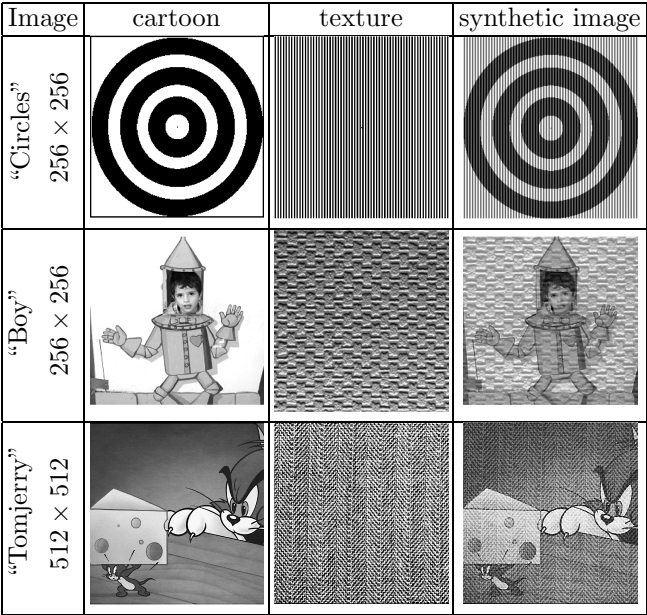 Image cartoon texture synthetic image
“Circles”
256 × 256
“Boy”
256 × 256
“Tomjerry”
512 × 512